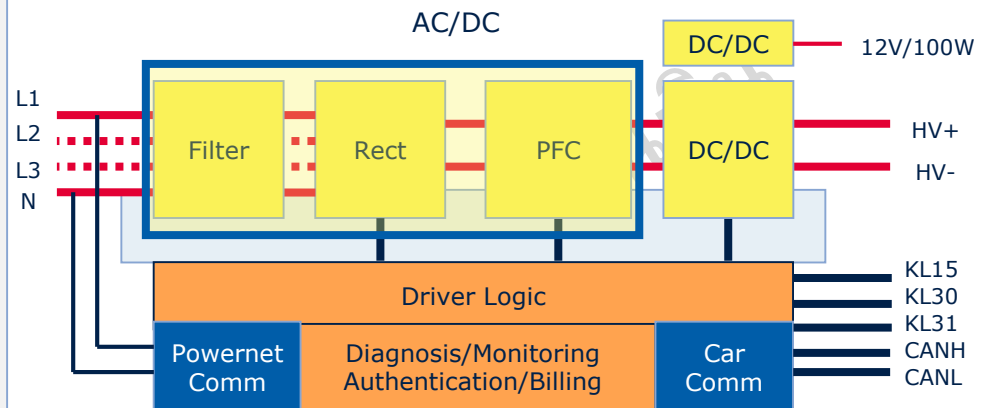 AC/DC
DC/DC
12V/100W
L1
L2
L3
N
Filter
Rect
PFC
DC/DC
HV+
HV-
Driver Logic
KL15
KL30
KL31
CANH
CANL
Powernet
Comm
Diagnosis/Monitoring
Authentication/Billing
Car
Comm